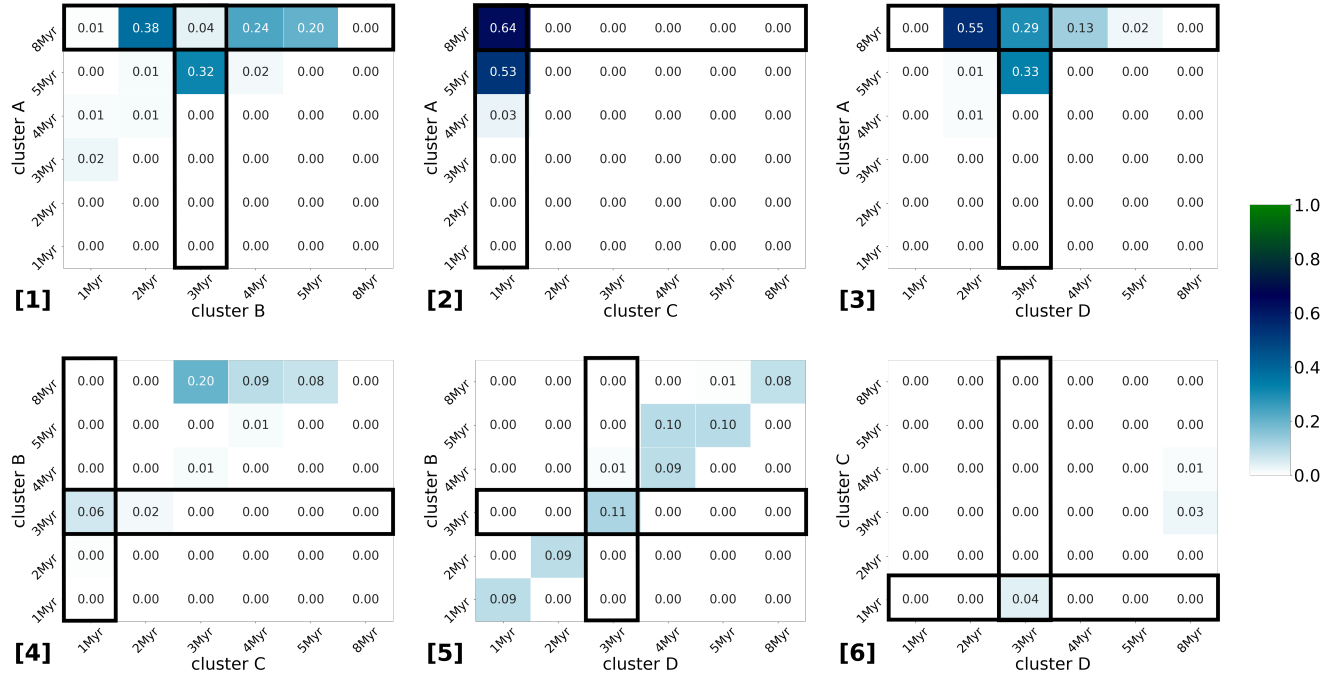 cluster A
8Myr 0.01 0.38 0.04 0.24 0.20 0.00
5Myr 0.00 0.01 0.32 0.02 0.00 0.00
4Myr 0.01 0.01 0.00 0.00 0.00 0.00
3Myr 0.02 0.00 0.00 0.00 0.00 0.00
2Myr 0.00 0.00 0.00 0.00 0.00 0.00
1Myr 0.00 0.00 0.00 0.00 0.00 0.00
1Myr 2Myr 3Myr 4Myr 5Myr 8Myr
[1] cluster B
cluster A
8Myr 0.64 0.00 0.00 0.00 0.00 0.00
5Myr 0.53 0.00 0.00 0.00 0.00 0.00
4Myr 0.03 0.00 0.00 0.00 0.00 0.00
3Myr 0.00 0.00 0.00 0.00 0.00 0.00
2Myr 0.00 0.00 0.00 0.00 0.00 0.00
1Myr 0.00 0.00 0.00 0.00 0.00 0.00
1Myr 2Myr 3Myr 4Myr 5Myr 8Myr
[2] cluster C
cluster A
8Myr 0.00 0.55 0.29 0.13 0.02 0.00
5Myr 0.00 0.01 0.33 0.00 0.00 0.00
4Myr 0.00 0.01 0.00 0.00 0.00 0.00
3Myr 0.00 0.00 0.00 0.00 0.00 0.00
2Myr 0.00 0.00 0.00 0.00 0.00 0.00
1Myr 0.00 0.00 0.00 0.00 0.00 0.00
1Myr 2Myr 3Myr 4Myr 5Myr 8Myr
[3] cluster D
1.0
0.8
0.6
0.4
0.2
0.0
cluster B
8Myr 0.00 0.00 0.20 0.09 0.08 0.00
5Myr 0.00 0.00 0.00 0.01 0.00 0.00
4Myr 0.00 0.00 0.01 0.00 0.00 0.00
3Myr 0.06 0.02 0.00 0.00 0.00 0.00
2Myr 0.00 0.00 0.00 0.00 0.00 0.00
1Myr 0.00 0.00 0.00 0.00 0.00 0.00
1Myr 2Myr 3Myr 4Myr 5Myr 8Myr
[4] cluster C
cluster B
8Myr 0.00 0.00 0.00 0.00 0.01 0.08
5Myr 0.00 0.00 0.00 0.10 0.10 0.00
4Myr 0.00 0.00 0.01 0.09 0.00 0.00
3Myr 0.00 0.00 0.11 0.00 0.00 0.00
2Myr 0.00 0.09 0.00 0.00 0.00 0.00
1Myr 0.09 0.00 0.00 0.00 0.00 0.00
1Myr 2Myr 3Myr 4Myr 5Myr 8Myr
[5] cluster D
cluster C
8Myr 0.00 0.00 0.00 0.00 0.00 0.00
5Myr 0.00 0.00 0.00 0.00 0.00 0.00
4Myr 0.00 0.00 0.00 0.00 0.00 0.01
3Myr 0.00 0.00 0.00 0.00 0.00 0.03
2Myr 0.00 0.00 0.00 0.00 0.00 0.00
1Myr 0.00 0.00 0.04 0.00 0.00 0.00
1Myr 2Myr 3Myr 4Myr 5Myr 8Myr
[6] cluster D